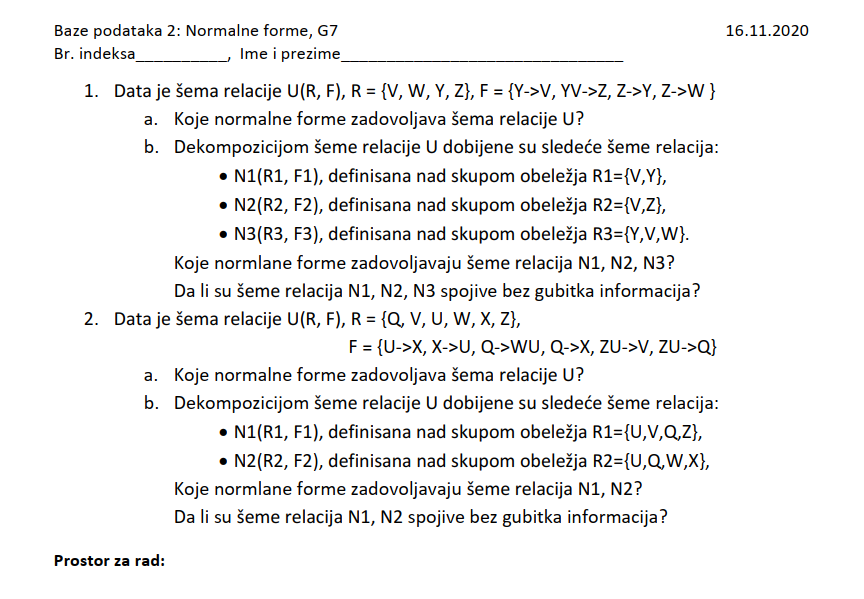 Baze podataka 2: Normalne forme, G7 16.11.2020
Br. indeksa__________, Ime i prezime_______________________________
1. Data je šema relacije U(R, F), R = {V, W, Y, Z}, F = {Y->V, YV->Z, Z->Y, Z->W }
a. Koje normalne forme zadovoljava šema relacije U?
b. Dekompozicijom šeme relacije U dobijene su sledeće šeme relacija:
• N1(R1, F1), definisana nad skupom obeležja R1={V,Y},
• N2(R2, F2), definisana nad skupom obeležja R2={V,Z},
• N3(R3, F3), definisana nad skupom obeležja R3={Y,V,W}.
Koje normlane forme zadovoljavaju šeme relacija N1, N2, N3?
Da li su šeme relacija N1, N2, N3 spojive bez gubitka informacija?
2. Data je šema relacije U(R, F), R = {Q, V, U, W, X, Z},
F = {U->X, X->U, Q->WU, Q->X, ZU->V, ZU->Q}
a. Koje normalne forme zadovoljava šema relacije U?
b. Dekompozicijom šeme relacije U dobijene su sledeće šeme relacija:
• N1(R1, F1), definisana nad skupom obeležja R1={U,V,Q,Z},
• N2(R2, F2), definisana nad skupom obeležja R2={U,Q,W,X},
Koje normlane forme zadovoljavaju šeme relacija N1, N2?
Da li su šeme relacija N1, N2 spojive bez gubitka informacija?
Prostor za rad: